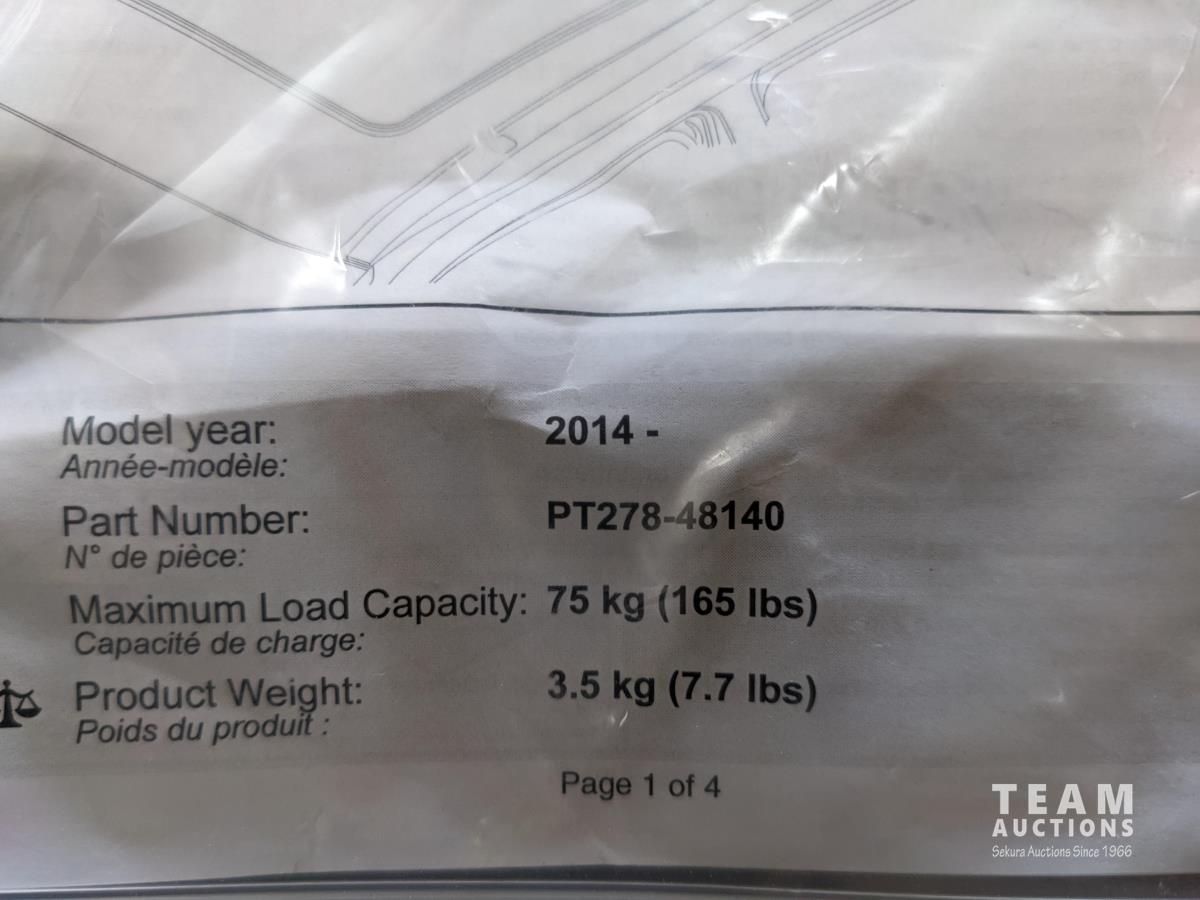 Model year: 2014 -
Année-modèle:
Part Number: PT278-48140
N° de pièce:
Maximum Load Capacity: 75 kg (165 lbs)
Capacité de charge:
Product Weight: 3.5 kg (7.7 lbs)
Poids du produit :
Page 1 of 4
TEAM
AUCTIONS
Sekura Auctions Since 1966